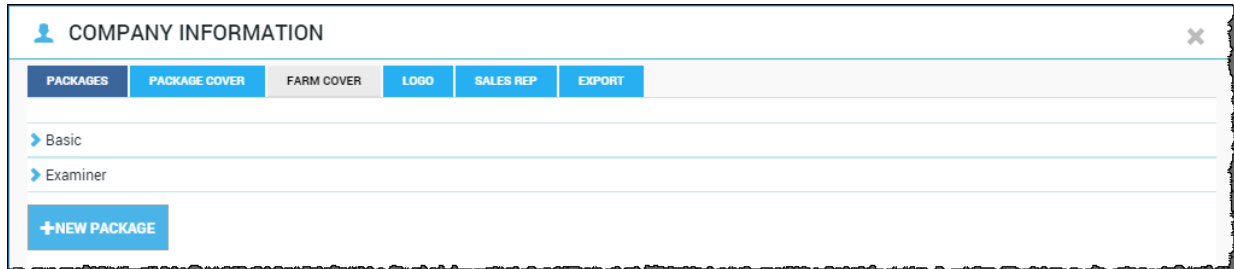 COMPANY INFORMATION
PACKAGES PACKAGE COVER FARM COVER LOGO SALES REP EXPORT
Basic
Examiner
+NEW PACKAGE